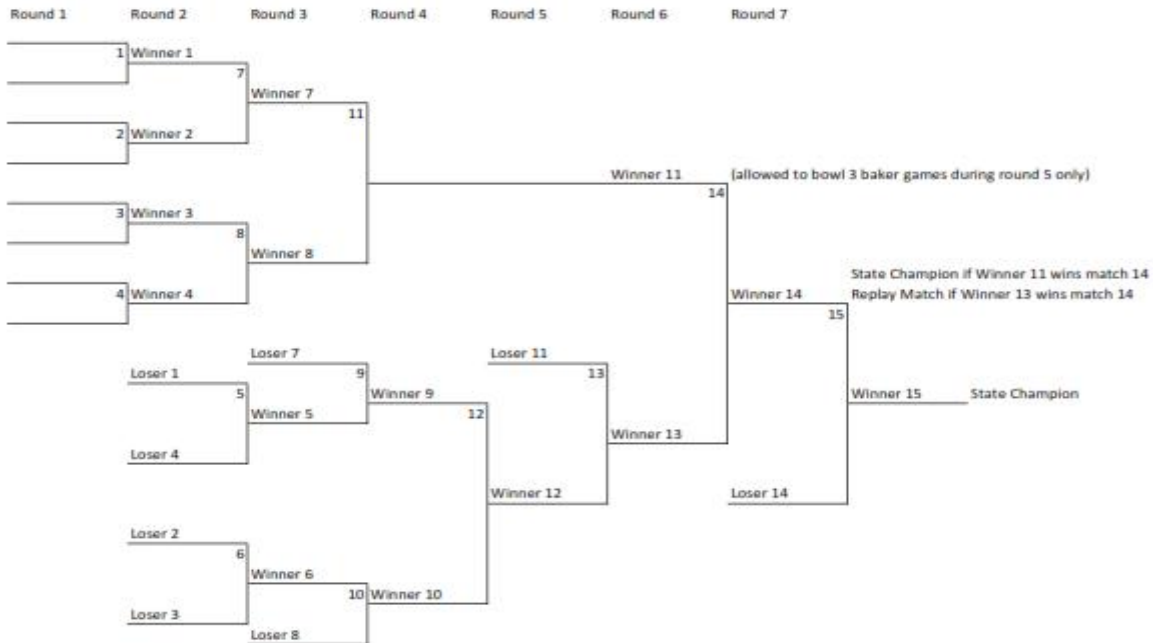 Round 1 Round 2 Round 3 Round 4 Round 5 Round 6 Round 7
1 Winner 1
7
Winner 7
11
2 Winner 2
Winner 11 (allowed to bowl 3 baker games during round 5 only)
14
3 Winner 3
8
Winner 8
State Champion if Winner 11 wins match 14
4 Winner 4 Winner 14 Replay Match if Winner 13 wins match 14
15
Loser 7 Loser 11
Loser 1 9 13
5 Winner 9 Winner 15 State Champion
Winner 5 12
Winner 13
Loser 4
Winner 12 Loser 14
Loser 2
6
Winner 6
10 Winner 10
Loser 3
Loser 8